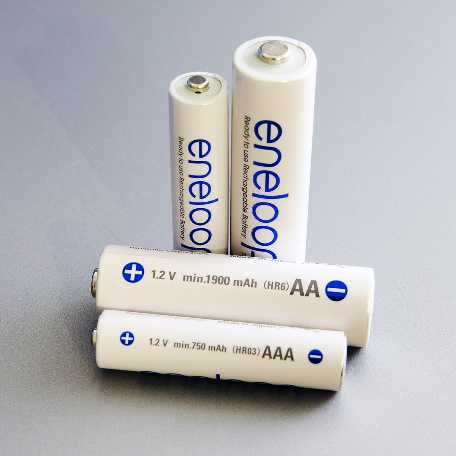 eneloop
Ready to use Rechargeable Battery
eneloop
Ready to use Rechargeable Battery
+ 1.2 V min.1900 mAh (HR6) AA −
+ 1.2 V min.750 mAh (HR03) AAA −